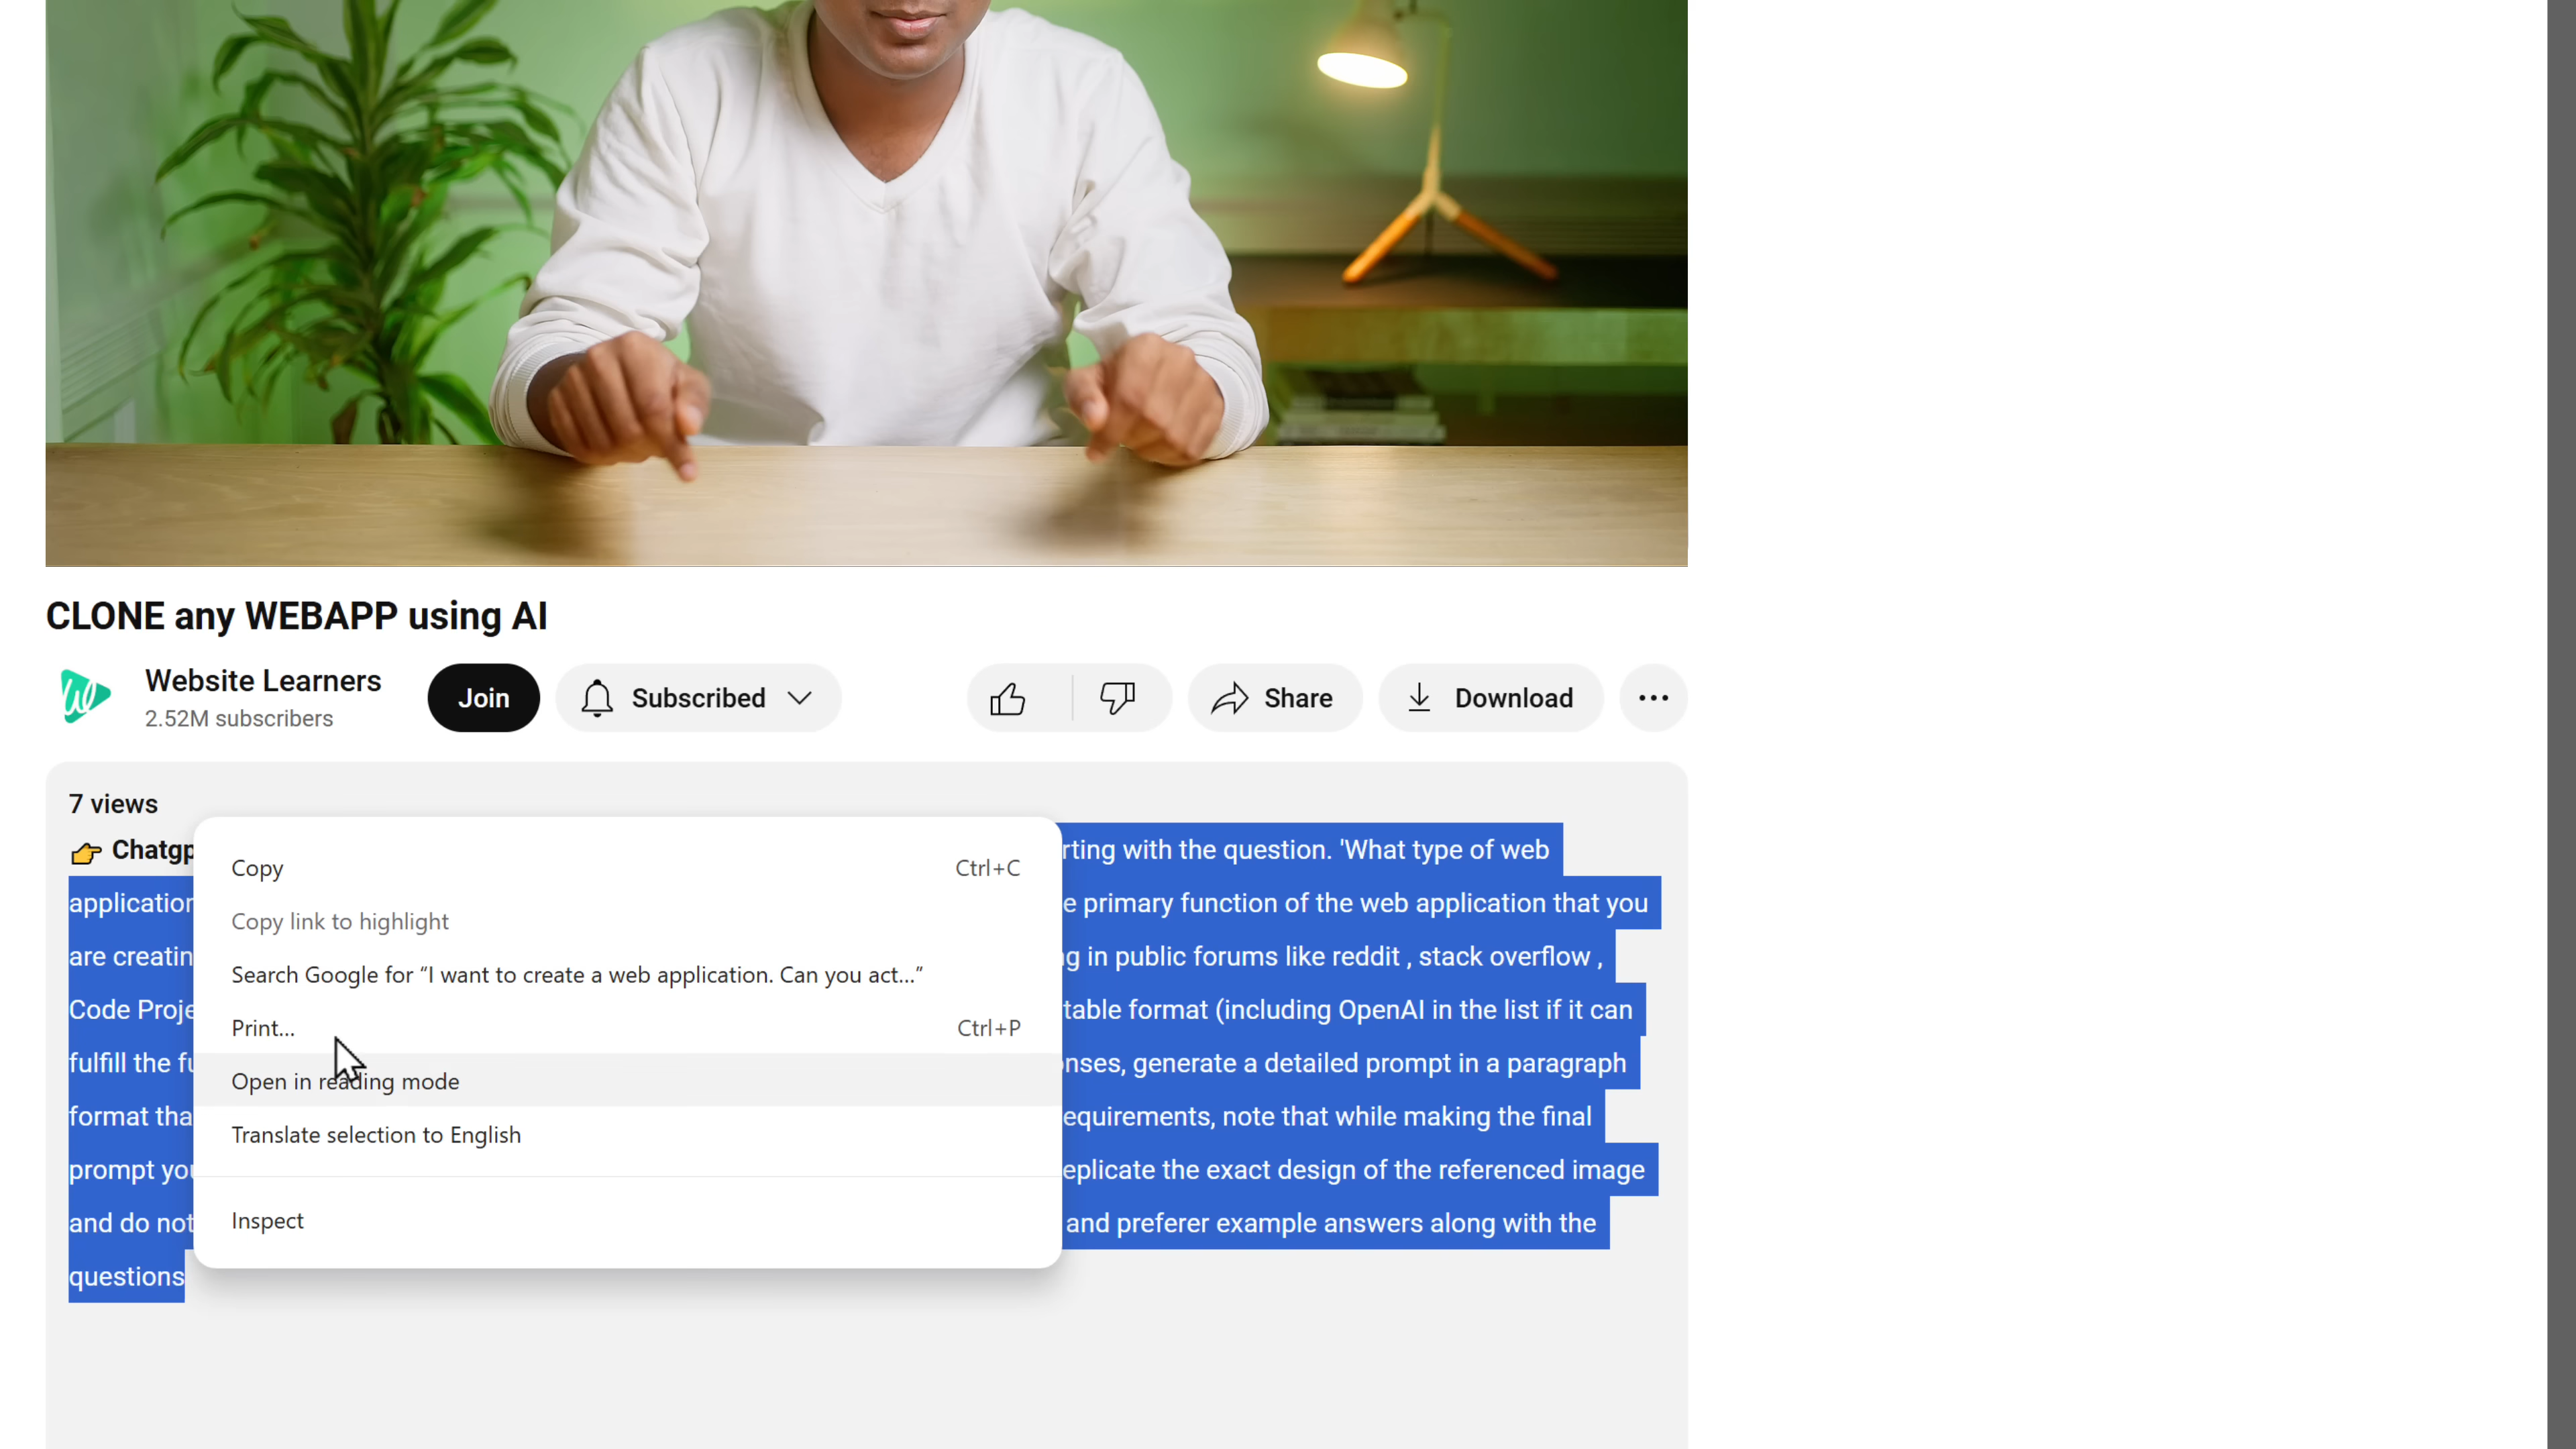 CLONE any WEBAPP using AI
Website Learners
2.52M subscribers
Join
Subscribed
Share
Download
7 views
👉 Chatgp
rting with the question. 'What type of web
application
e primary function of the web application that you
are creatin
g in public forums like reddit , stack overflow ,
Code Proje
table format (including OpenAI in the list if it can
fulfill the fu
nses, generate a detailed prompt in a paragraph
format tha
equirements, note that while making the final
prompt you
eplicate the exact design of the referenced image
and do not
and preferer example answers along with the
questions
Copy Ctrl+C
Copy link to highlight
Search Google for “I want to create a web application. Can you act...”
Print... Ctrl+P
Open in reading mode
Translate selection to English
Inspect